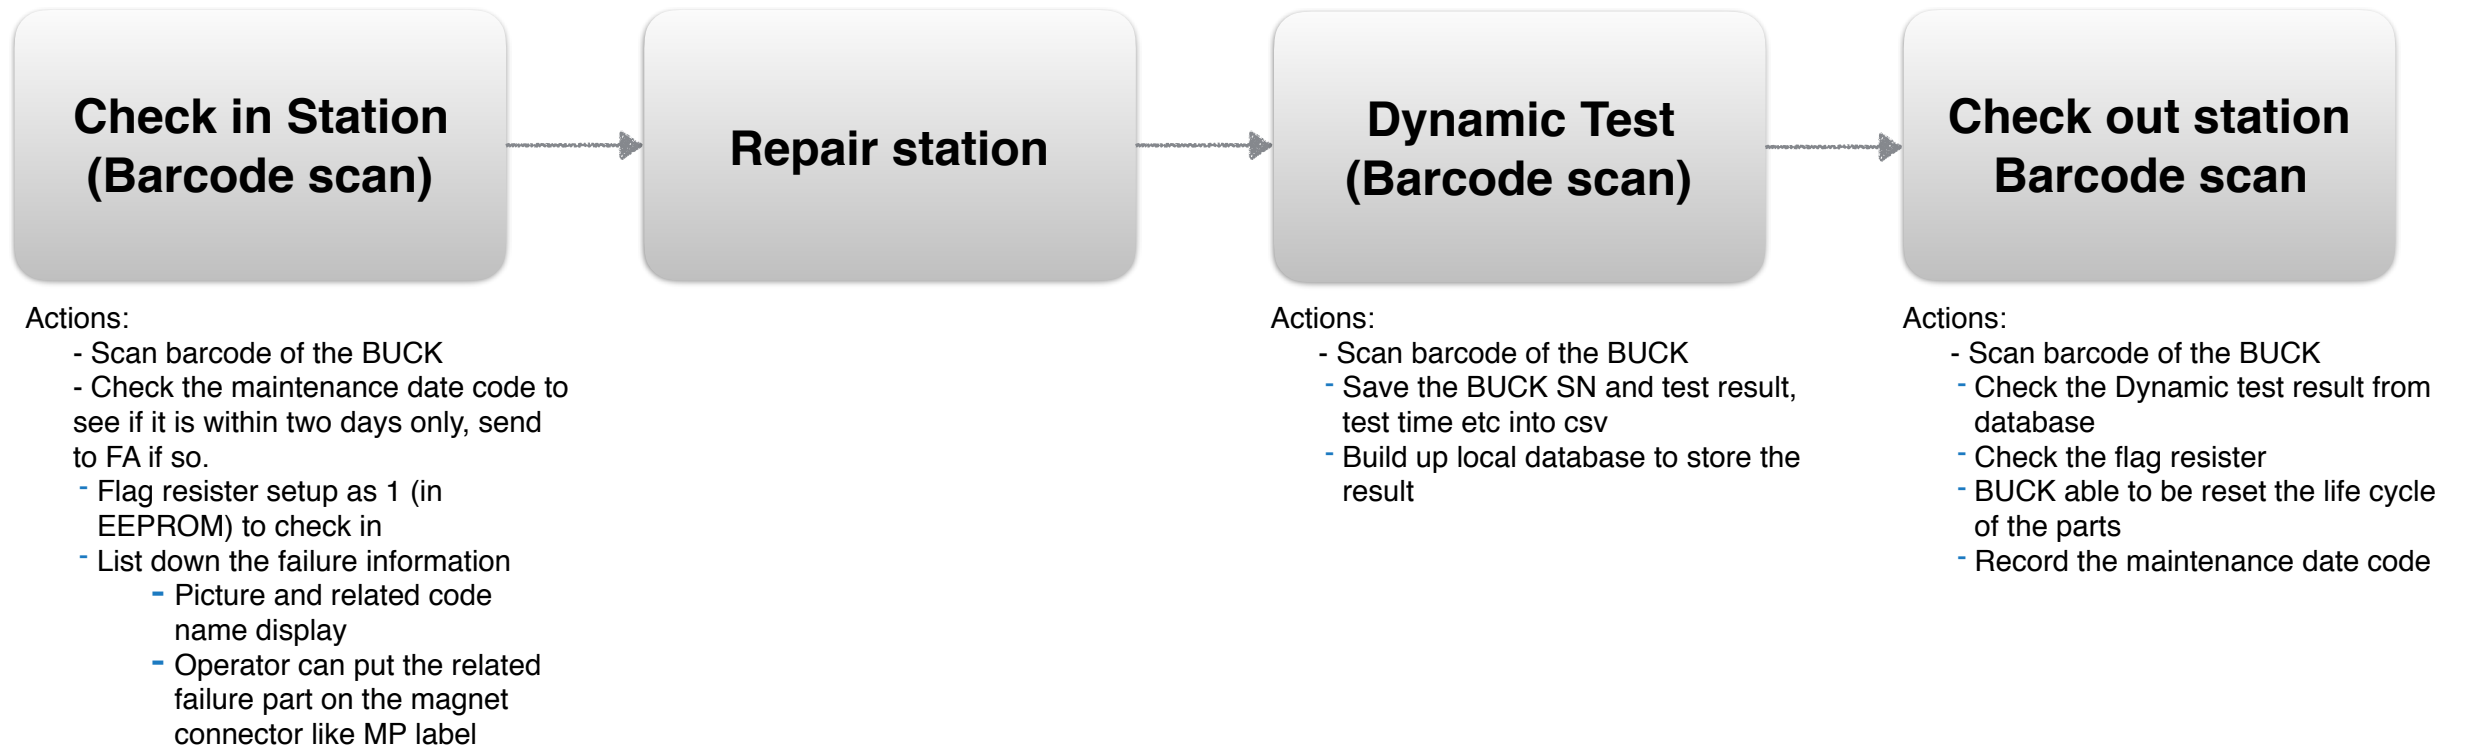 Check in Station
(Barcode scan)
Repair station
Dynamic Test
(Barcode scan)
Check out station
Barcode scan
Actions:
- Scan barcode of the BUCK
- Check the maintenance date code to
see if it is within two days only, send
to FA if so.
- Flag resister setup as 1 (in
EEPROM) to check in
- List down the failure information
- Picture and related code
name display
- Operator can put the related
failure part on the magnet
connector like MP label
Actions:
- Scan barcode of the BUCK
- Save the BUCK SN and test result,
test time etc into csv
- Build up local database to store the
result
Actions:
- Scan barcode of the BUCK
- Check the Dynamic test result from
database
- Check the flag resister
- BUCK able to be reset the life cycle
of the parts
- Record the maintenance date code